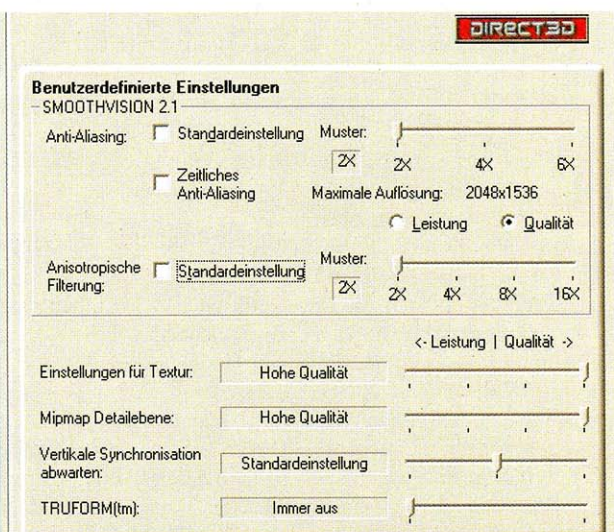 DIRECT3D
Benutzerdefinierte Einstellungen
SMOOTHVISION 2.1
Anti-Aliasing: Standardeinstellung Muster:
2X 2X 4X 6X
Zeitliches
Anti-Aliasing
Maximale Auflösung: 2048x1536
Leistung Qualität
Anisotropische
Filterung:
Standardeinstellung
Muster:
2X 2X 4X 8X 16X
<- Leistung | Qualität ->
Einstellungen für Textur: Hohe Qualität
Mipmap Detailebene: Hohe Qualität
Vertikale Synchronisation
abwarten:
Standardeinstellung
TRUFORM(tm): Immer aus